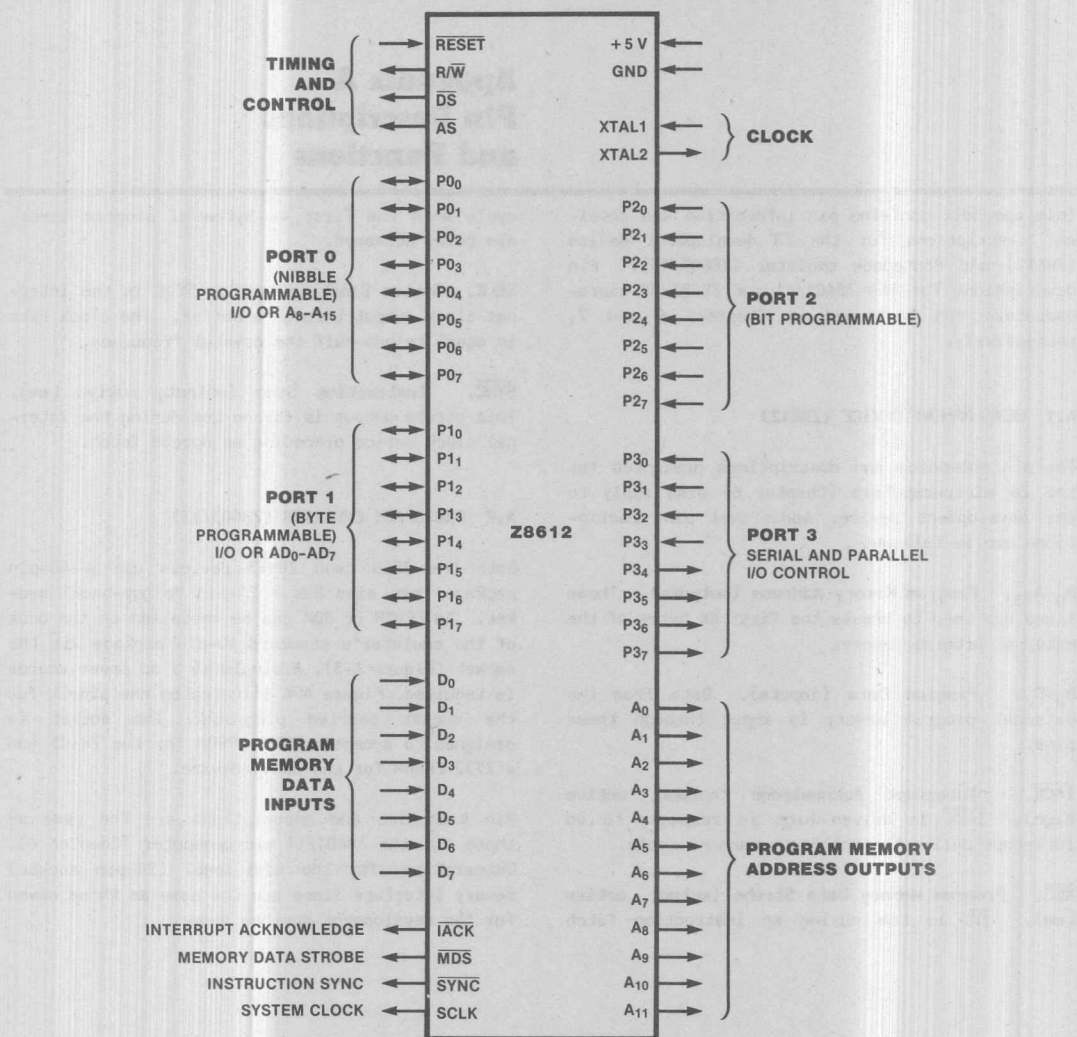 TIMING
AND
CONTROL
RESET
R/W
DS
AS
PORT 0
(NIBBLE
PROGRAMMABLE)
I/O OR A8–A15
P00
P01
P02
P03
P04
P05
P06
P07
PORT 1
(BYTE
PROGRAMMABLE)
I/O OR AD0–AD7
P10
P11
P12
P13
P14
P15
P16
P17
PROGRAM
MEMORY
DATA
INPUTS
D0
D1
D2
D3
D4
D5
D6
D7
INTERRUPT ACKNOWLEDGE IACK
MEMORY DATA STROBE MDS
INSTRUCTION SYNC SYNC
SYSTEM CLOCK SCLK
Z8612
+5 V
GND
XTAL1
XTAL2
CLOCK
P20
P21
P22
P23
P24
P25
P26
P27
PORT 2
(BIT PROGRAMMABLE)
P30
P31
P32
P33
P34
P35
P36
P37
PORT 3
SERIAL AND PARALLEL
I/O CONTROL
A0
A1
A2
A3
A4
A5
A6
A7
A8
A9
A10
A11
PROGRAM MEMORY
ADDRESS OUTPUTS